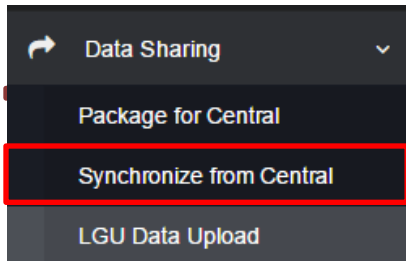 Data Sharing
Package for Central
Synchronize from Central
LGU Data Upload